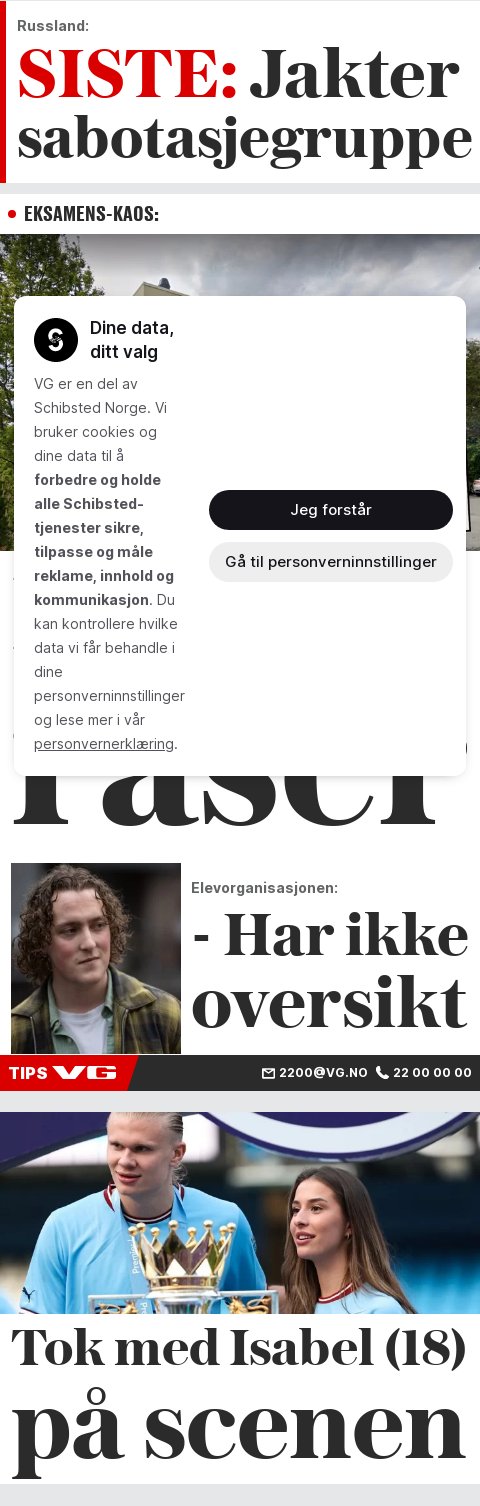 Russland:
SISTE: Jakter
sabotasjegruppe
EKSAMENS-KAOS:
Dine data,
ditt valg
VG er en del av
Schibsted Norge. Vi
bruker cookies og
dine data til å
forbedre og holde
alle Schibsted-
tjenester sikre,
tilpasse og måle
reklame, innhold og
kommunikasjon. Du
kan kontrollere hvilke
data vi får behandle i
dine
personverninnstillinger
og lese mer i vår
personvernerklæring.
Jeg forstår
Gå til personverninnstillinger
Elevorganisasjonen:
- Har ikke
oversikt
TIPS VG
2200@VG.NO 22 00 00 00
Tok med Isabel (18)
på scenen